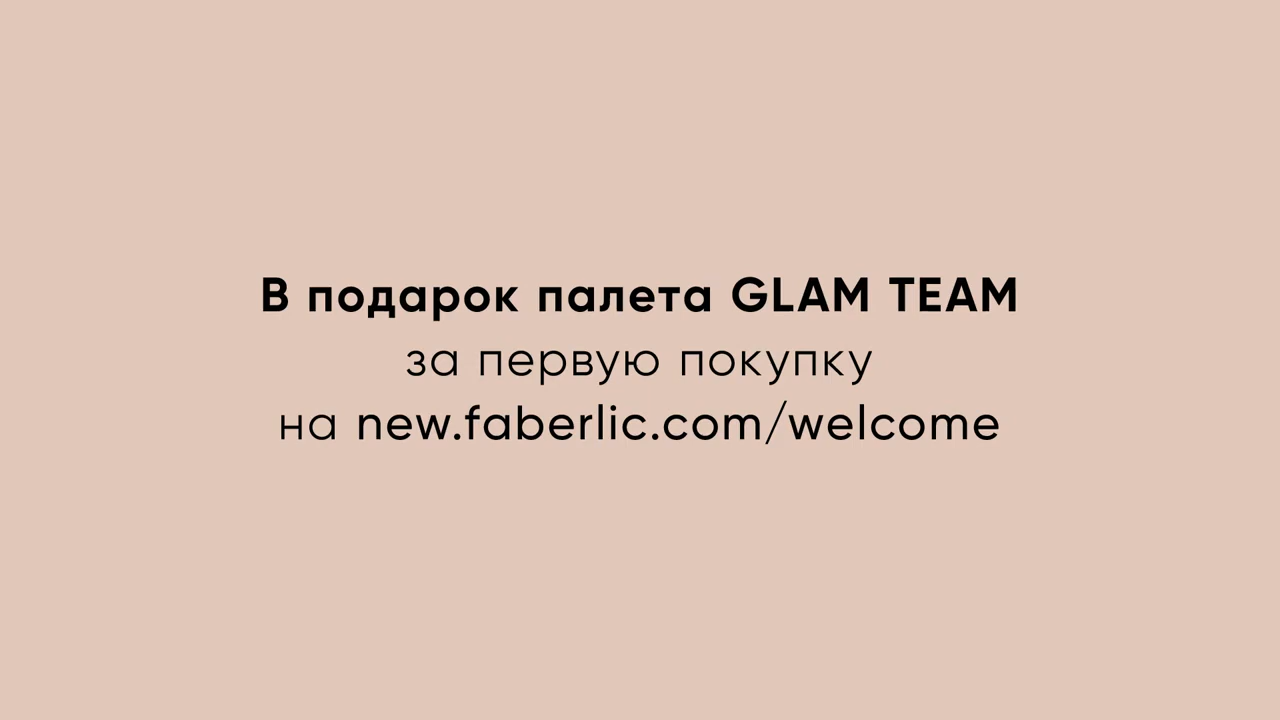 В подарок палета GLAM TEAM
за первую покупку
на new.faberlic.com/welcome